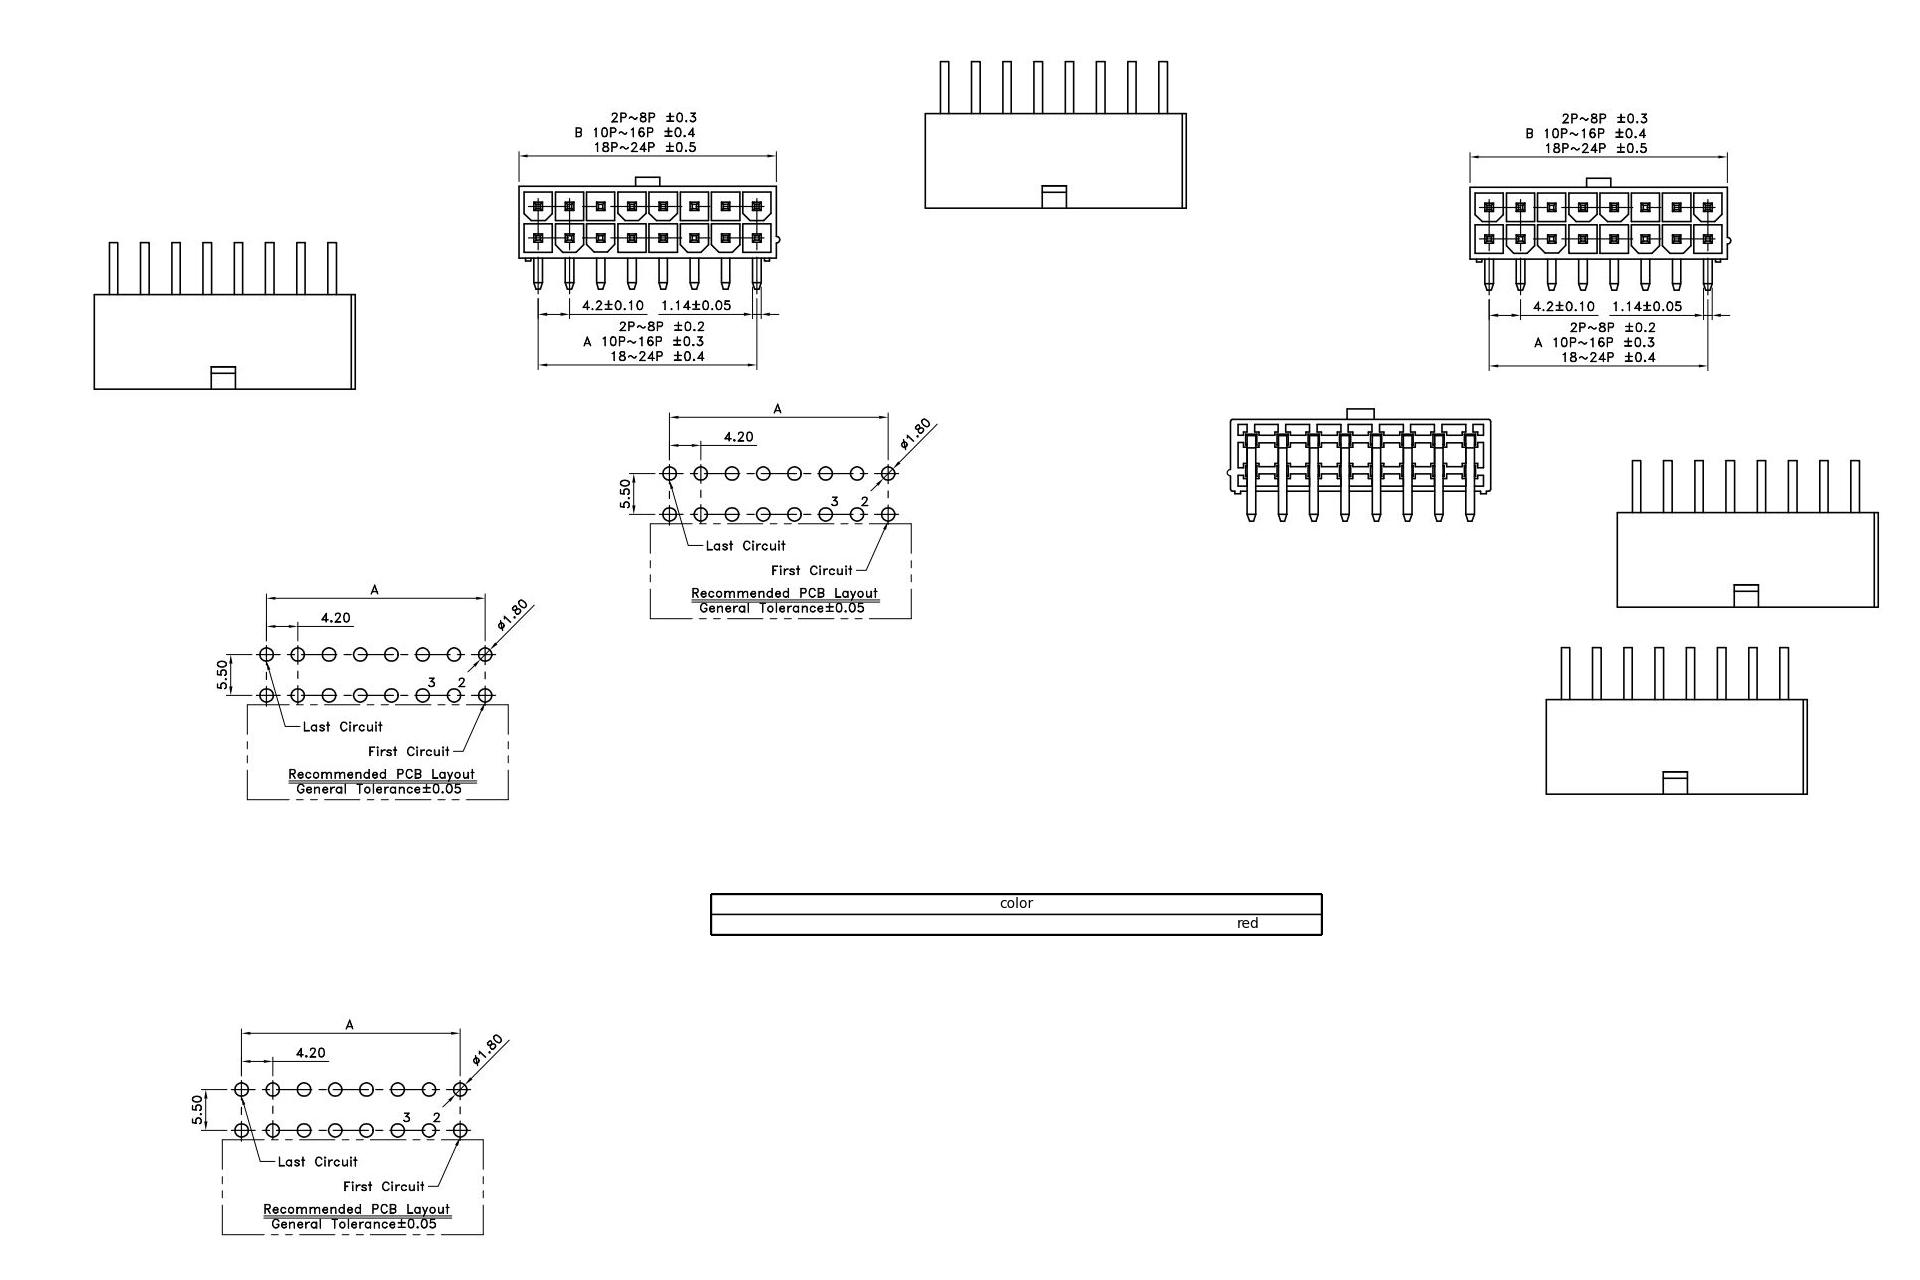 2P~8P ±0.3
B 10P~16P ±0.4
18P~24P ±0.5
4.2±0.10 1.14±0.05
2P~8P ±0.2
A 10P~16P ±0.3
18~24P ±0.4
2P~8P ±0.3
B 10P~16P ±0.4
18P~24P ±0.5
4.2±0.10 1.14±0.05
2P~8P ±0.2
A 10P~16P ±0.3
18~24P ±0.4
A
4.20
ø1.80
5.50
3 2
Last Circuit
First Circuit
Recommended PCB Layout
General Tolerance±0.05
A
4.20
ø1.80
5.50
3 2
Last Circuit
First Circuit
Recommended PCB Layout
General Tolerance±0.05
color
red
A
4.20
ø1.80
5.50
3 2
Last Circuit
First Circuit
Recommended PCB Layout
General Tolerance±0.05